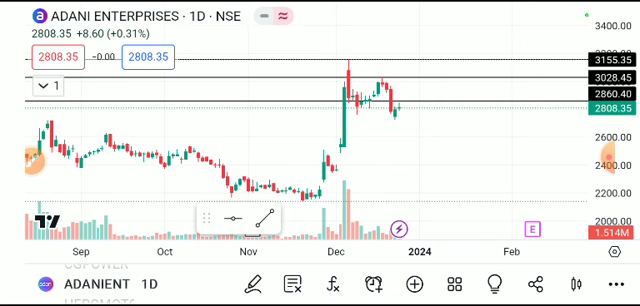 ADANI ENTERPRISES · 1D · NSE
2808.35 +8.60 (+0.31%)
2808.35 −0.00 2808.35
1
3400.00
3155.35
3028.45
2860.40
2808.35
2600.00
2400.00
2200.00
2000.00
1.514M
E
Sep Oct Nov Dec 2024 Feb
ADANIENT 1D